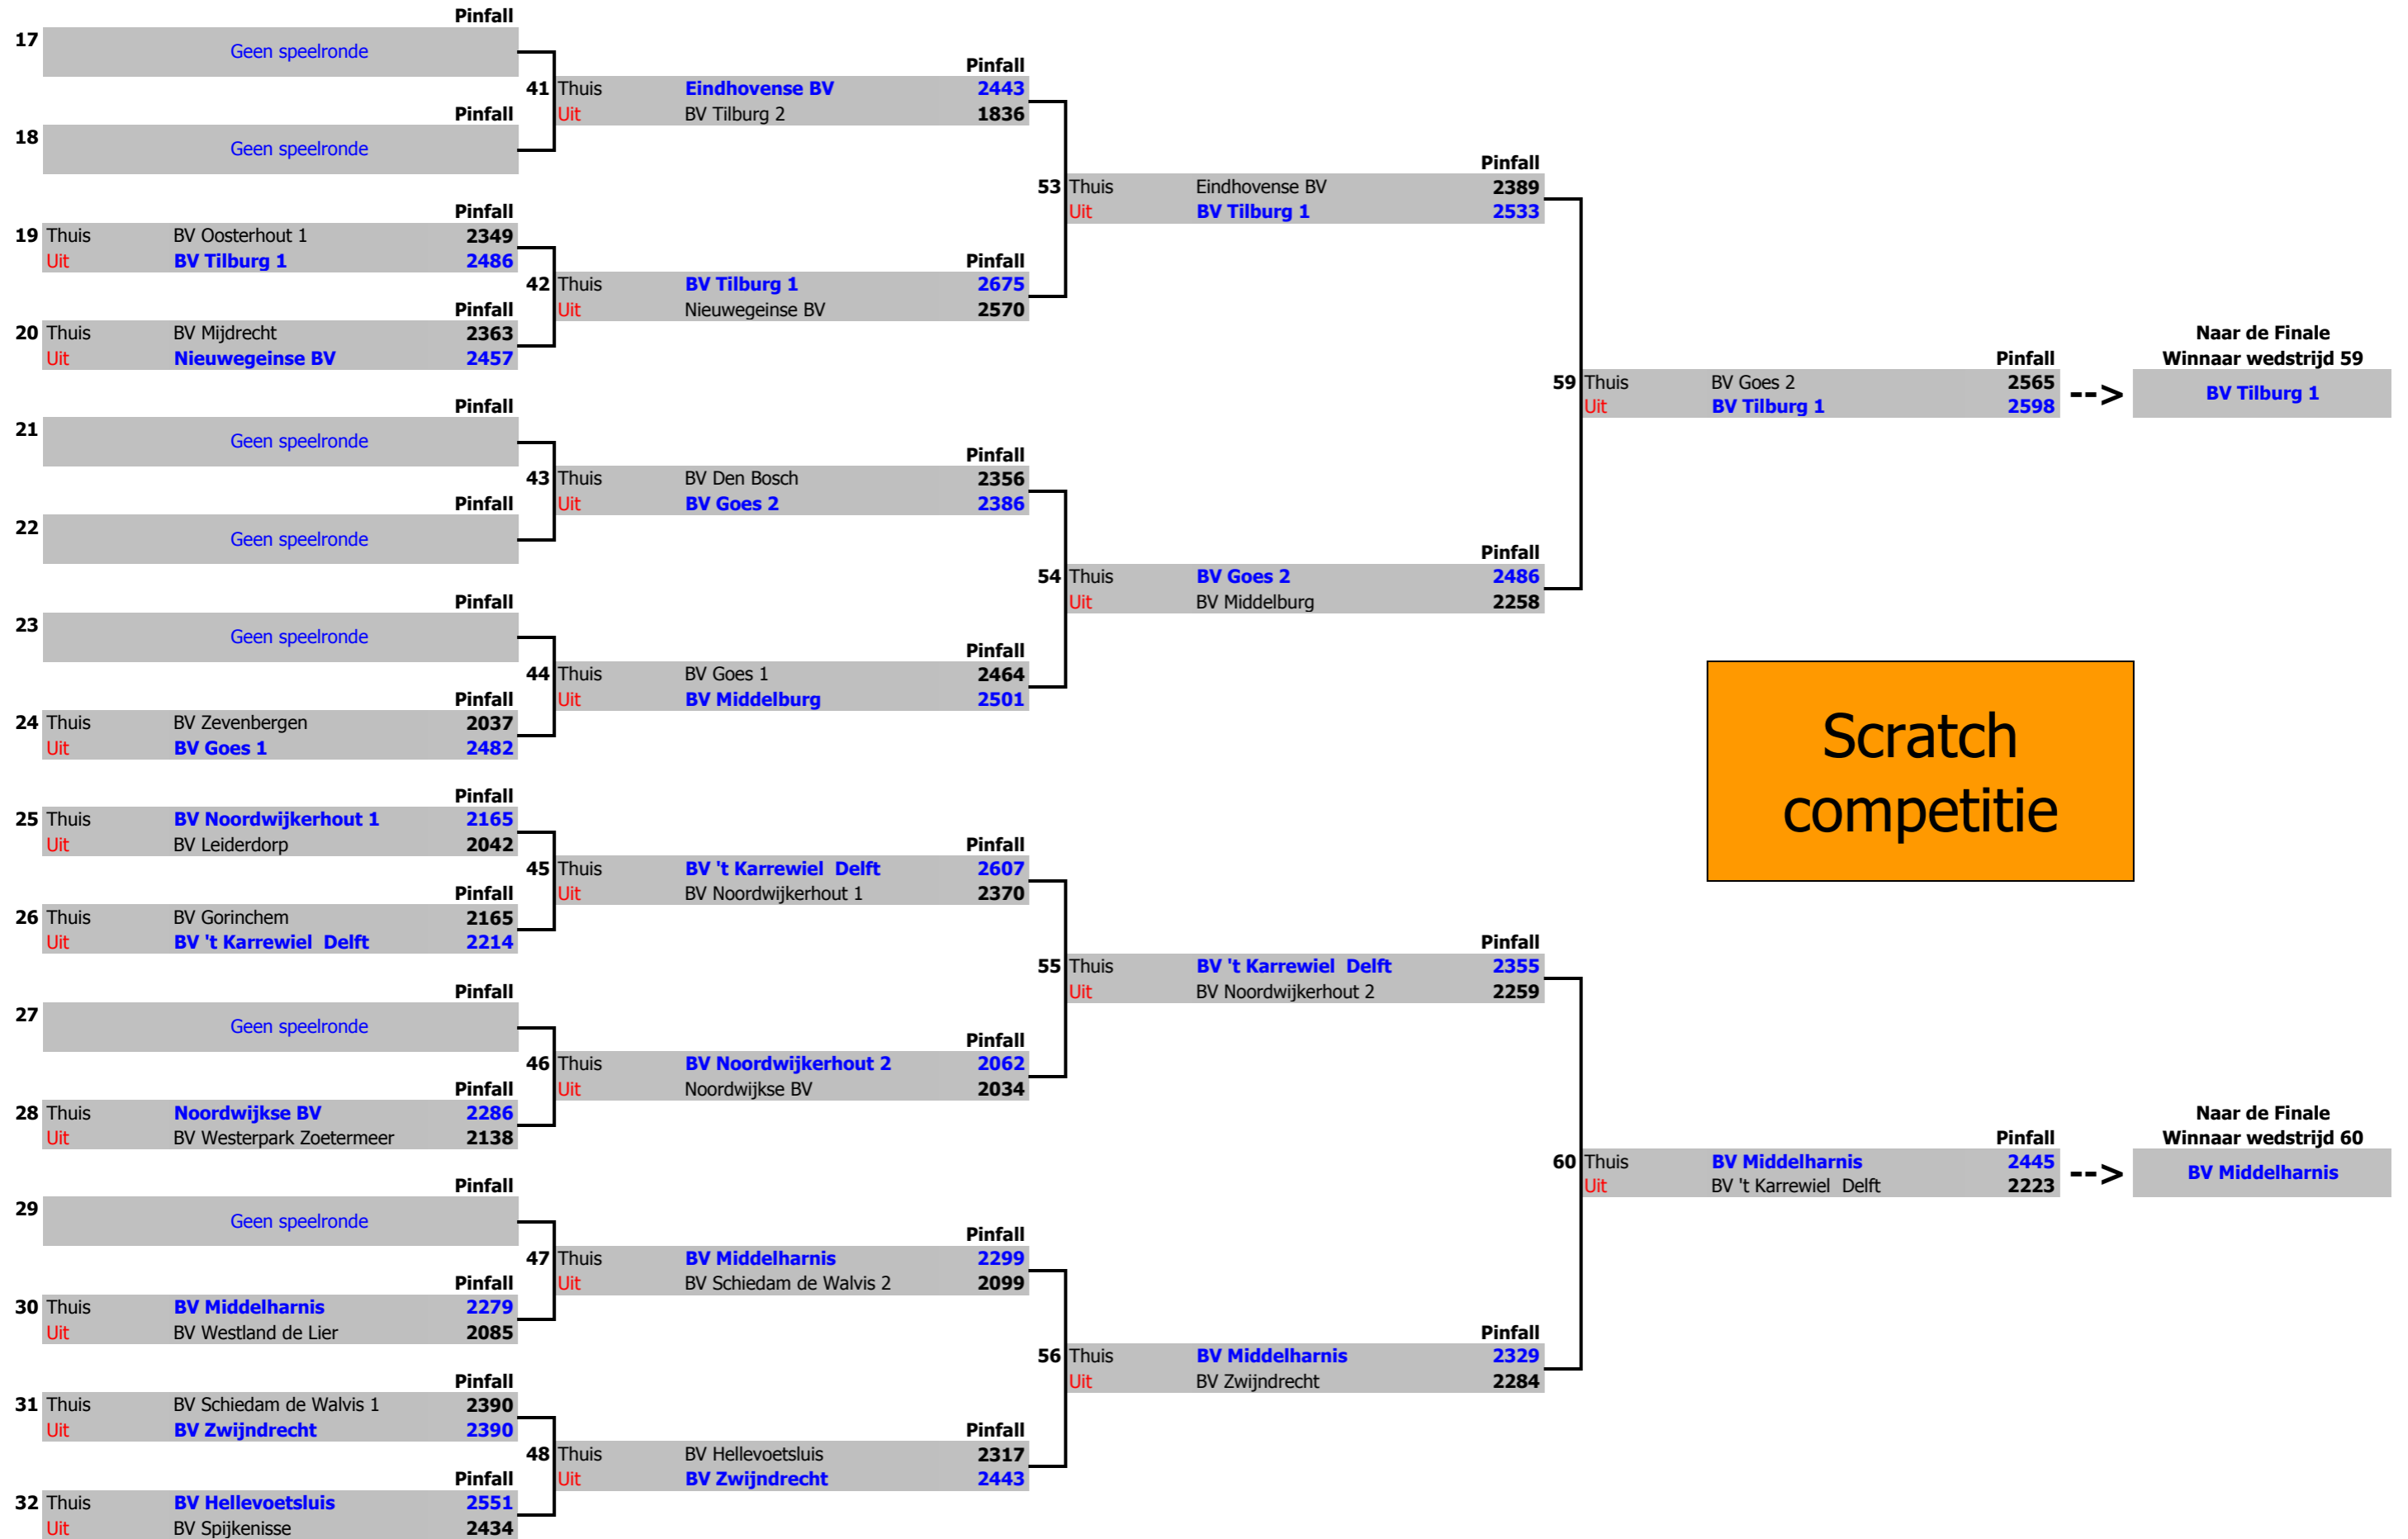 Pinfall
17 Geen speelronde
Pinfall
41 Thuis Eindhovense BV 2443
Uit BV Tilburg 2 1836
Pinfall
18 Geen speelronde
Pinfall
53 Thuis Eindhovense BV 2389
Uit BV Tilburg 1 2533
Pinfall
19 Thuis BV Oosterhout 1 2349
Uit BV Tilburg 1 2486
Pinfall
42 Thuis BV Tilburg 1 2675
Uit Nieuwegeinse BV 2570
Pinfall
20 Thuis BV Mijdrecht 2363
Uit Nieuwegeinse BV 2457
Naar de Finale
Pinfall Winnaar wedstrijd 59
59 Thuis BV Goes 2 2565
--> BV Tilburg 1
Uit BV Tilburg 1 2598
Pinfall
21 Geen speelronde
Pinfall
43 Thuis BV Den Bosch 2356
Uit BV Goes 2 2386
Pinfall
22 Geen speelronde
Pinfall
54 Thuis BV Goes 2 2486
Uit BV Middelburg 2258
Pinfall
23 Geen speelronde
Pinfall
44 Thuis BV Goes 1 2464
Uit BV Middelburg 2501
Pinfall
24 Thuis BV Zevenbergen 2037
Uit BV Goes 1 2482
Scratch
competitie
Pinfall
25 Thuis BV Noordwijkerhout 1 2165
Uit BV Leiderdorp 2042
Pinfall
45 Thuis BV 't Karrewiel Delft 2607
Uit BV Noordwijkerhout 1 2370
Pinfall
26 Thuis BV Gorinchem 2165
Uit BV 't Karrewiel Delft 2214
Pinfall
55 Thuis BV 't Karrewiel Delft 2355
Uit BV Noordwijkerhout 2 2259
Pinfall
27 Geen speelronde
Pinfall
46 Thuis BV Noordwijkerhout 2 2062
Uit Noordwijkse BV 2034
Pinfall
28 Thuis Noordwijkse BV 2286
Uit BV Westerpark Zoetermeer 2138
Naar de Finale
Pinfall Winnaar wedstrijd 60
60 Thuis BV Middelharnis 2445
--> BV Middelharnis
Uit BV 't Karrewiel Delft 2223
Pinfall
29 Geen speelronde
Pinfall
47 Thuis BV Middelharnis 2299
Uit BV Schiedam de Walvis 2 2099
Pinfall
30 Thuis BV Middelharnis 2279
Uit BV Westland de Lier 2085
Pinfall
56 Thuis BV Middelharnis 2329
Uit BV Zwijndrecht 2284
Pinfall
31 Thuis BV Schiedam de Walvis 1 2390
Uit BV Zwijndrecht 2390
Pinfall
48 Thuis BV Hellevoetsluis 2317
Uit BV Zwijndrecht 2443
Pinfall
32 Thuis BV Hellevoetsluis 2551
Uit BV Spijkenisse 2434